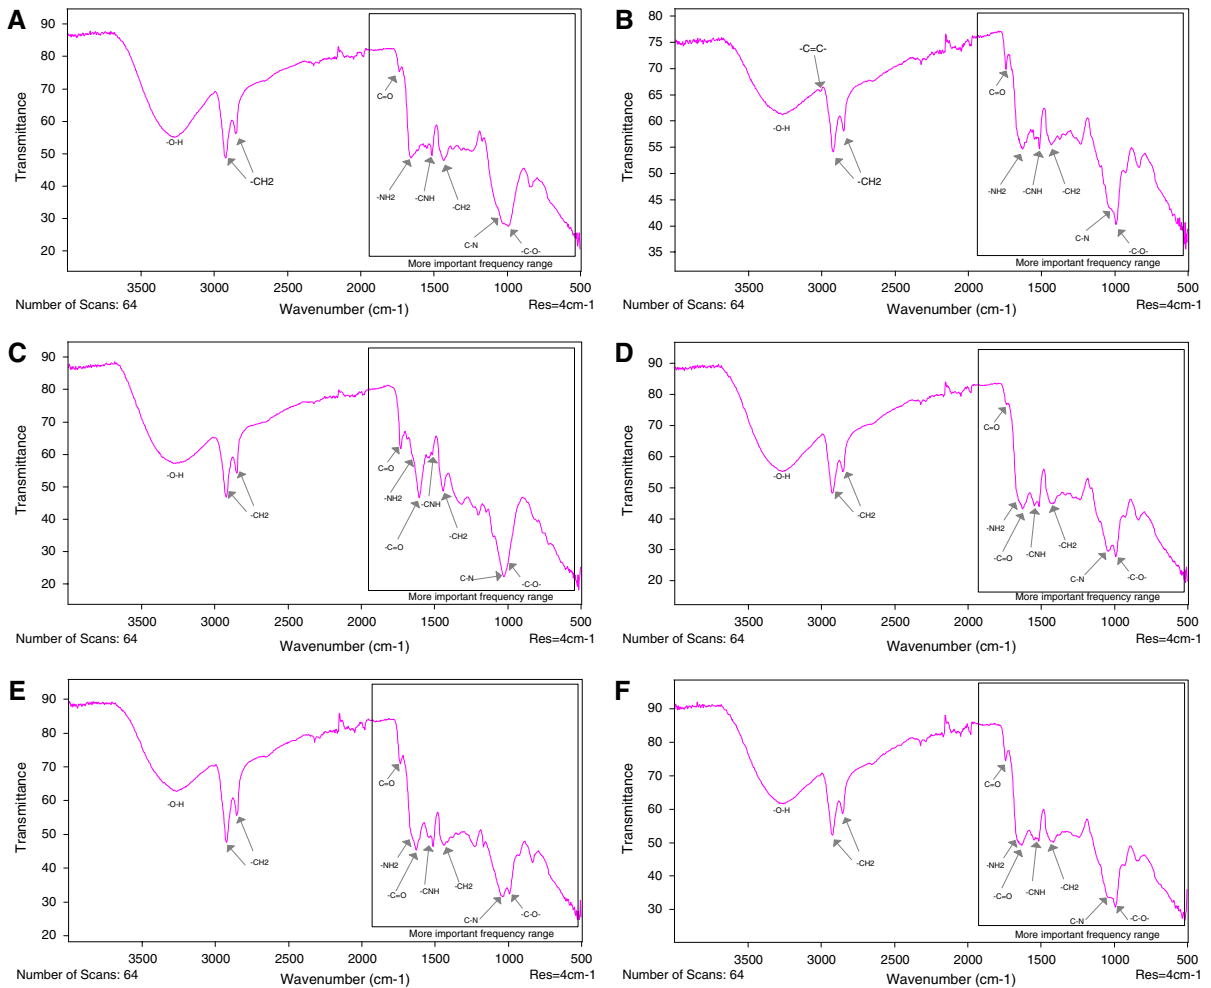 A
90
80
70
60
50
40
30
20
Transmittance
-O-H
-CH2
C=O
-NH2
-CNH
-CH2
C-N
-C-O-
More important frequency range
3500
3000
2500
2000
1500
1000
500
Number of Scans: 64
Wavenumber (cm-1)
Res=4cm-1
B
80
75
70
65
60
55
50
45
40
35
Transmittance
-C=C-
-O-H
-CH2
C=O
-NH2
-CNH
-CH2
C-N
-C-O-
More important frequency range
3500
3000
2500
2000
1500
1000
500
Number of Scans: 64
Wavenumber (cm-1)
Res=4cm-1
C
90
80
70
60
50
40
30
20
Transmittance
-O-H
-CH2
C=O
-NH2
-CNH
-C=O
-CH2
C-N
-C-O-
More important frequency range
3500
3000
2500
2000
1500
1000
500
Number of Scans: 64
Wavenumber (cm-1)
Res=4cm-1
D
90
80
70
60
50
40
30
20
Transmittance
-O-H
-CH2
C=O
-NH2
-C=O
-CNH
-CH2
C-N
-C-O-
More important frequency range
3500
3000
2500
2000
1500
1000
500
Number of Scans: 64
Wavenumber (cm-1)
Res=4cm-1
E
90
80
70
60
50
40
30
20
Transmittance
-O-H
-CH2
C=O
-NH2
-C=O
-CNH
-CH2
C-N
-C-O-
More important frequency range
3500
3000
2500
2000
1500
1000
500
Number of Scans: 64
Wavenumber (cm-1)
Res=4cm-1
F
90
80
70
60
50
40
30
Transmittance
-O-H
-CH2
C=O
-NH2
-C=O
-CNH
-CH2
C-N
-C-O-
More important frequency range
3500
3000
2500
2000
1500
1000
500
Number of Scans: 64
Wavenumber (cm-1)
Res=4cm-1